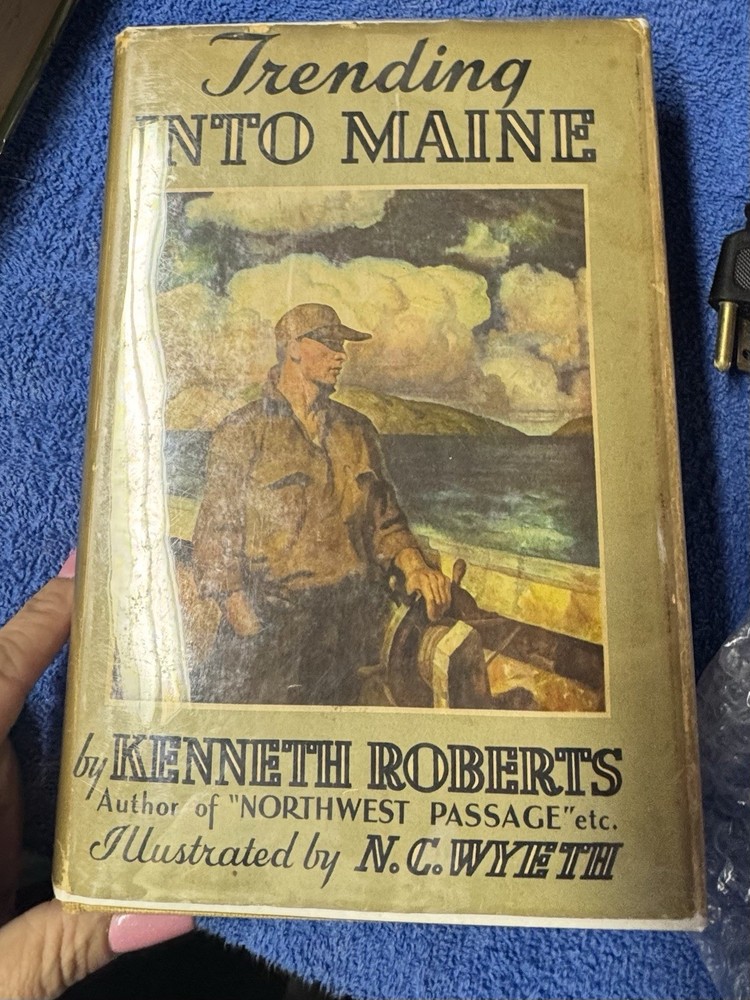 Trending
INTO MAINE
by KENNETH ROBERTS
Author of "NORTHWEST PASSAGE" etc.
Illustrated by N. C. WYETH